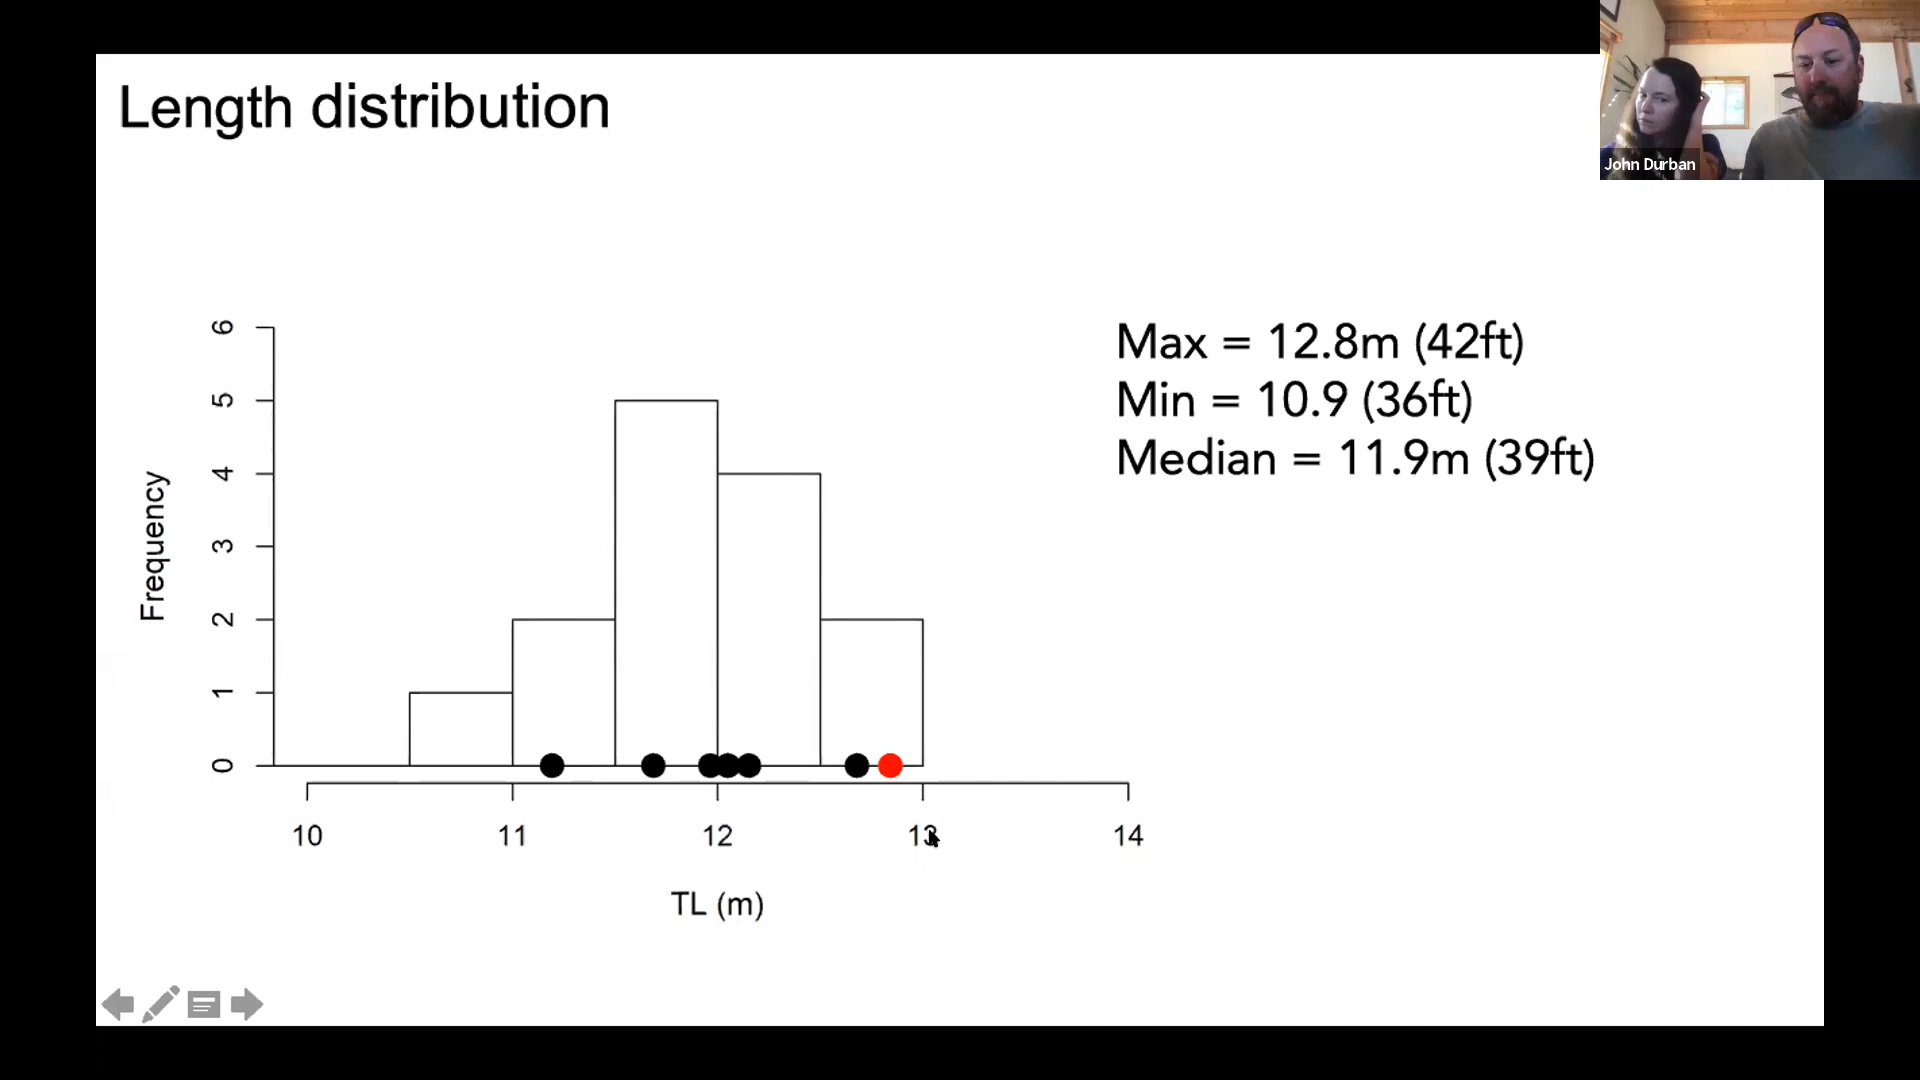 Length distribution
John Durban
Max = 12.8m (42ft)
Min = 10.9 (36ft)
Median = 11.9m (39ft)
Frequency
6
5
4
3
2
1
0
10 11 12 13 14
TL (m)